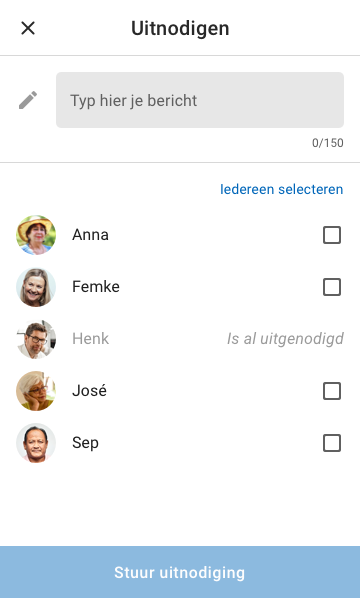 Uitnodigen
Typ hier je bericht
0/150
Iedereen selecteren
Anna
Femke
Henk Is al uitgenodigd
José
Sep
Stuur uitnodiging